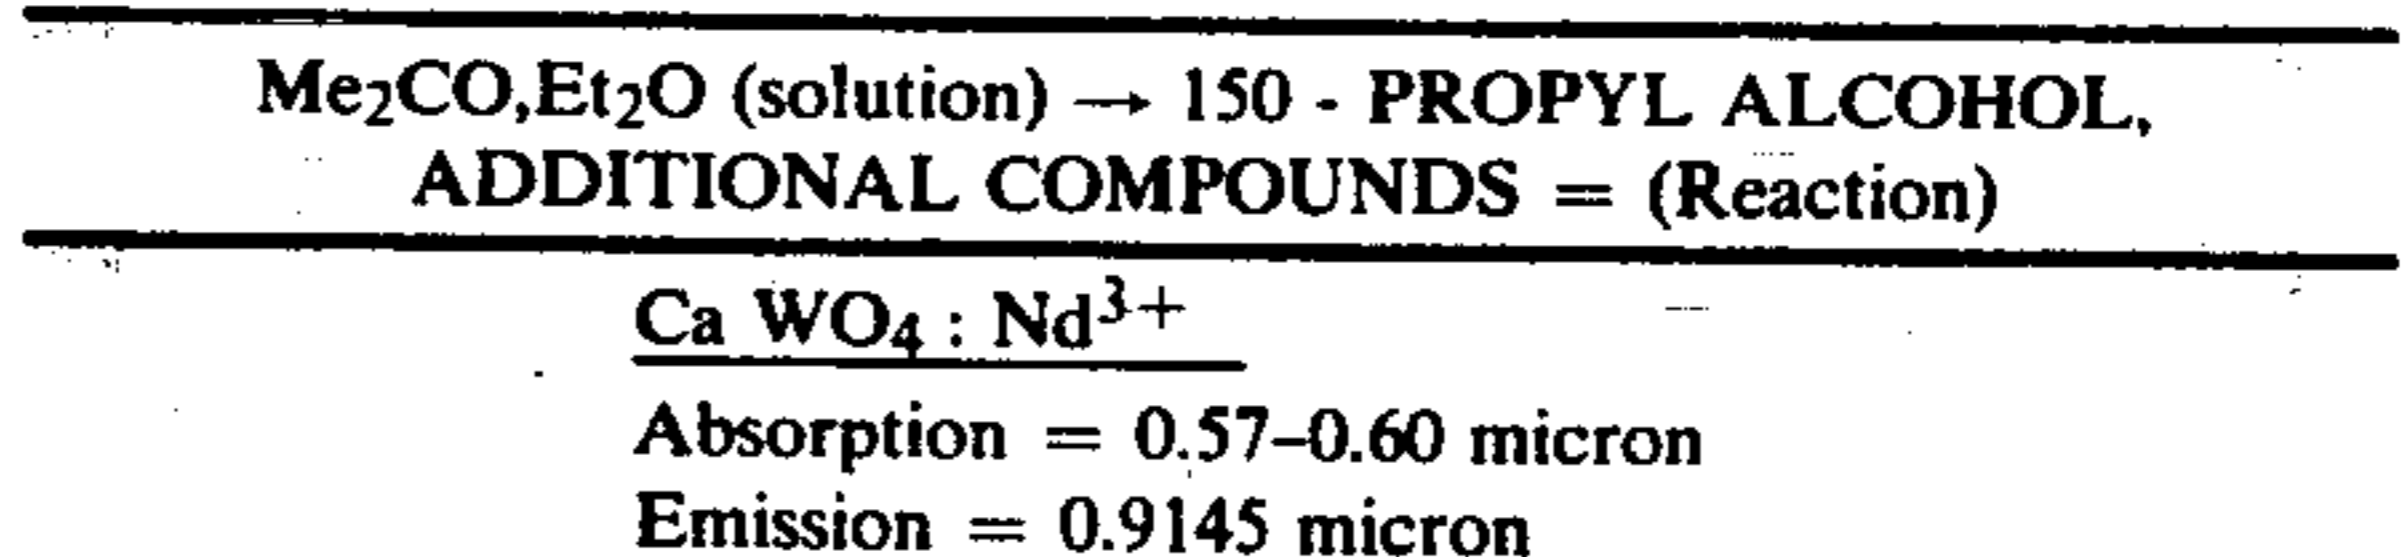 Me₂CO,Et₂O (solution) → 150 - PROPYL ALCOHOL,
ADDITIONAL COMPOUNDS = (Reaction)
Ca WO₄ : Nd³⁺
Absorption = 0.57–0.60 micron
Emission = 0.9145 micron